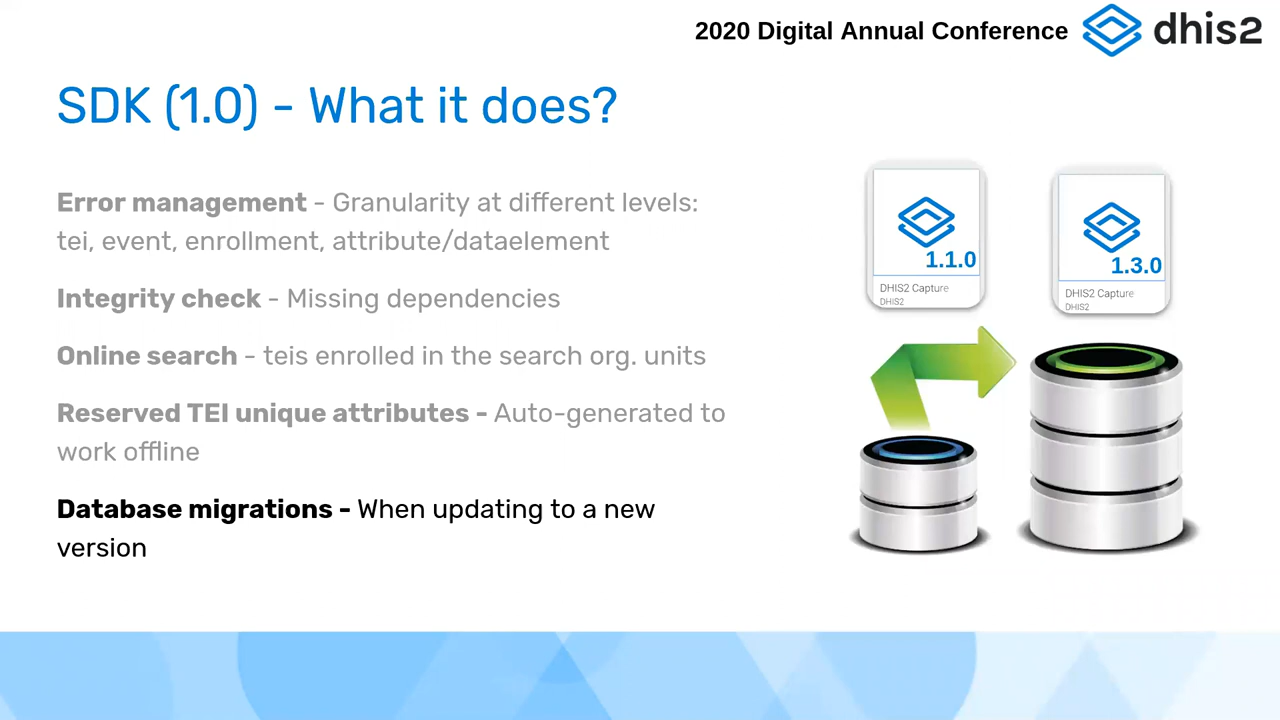 2020 Digital Annual Conference dhis2
SDK (1.0) - What it does?
Error management - Granularity at different levels:
tei, event, enrollment, attribute/dataelement
Integrity check - Missing dependencies
Online search - teis enrolled in the search org. units
Reserved TEI unique attributes - Auto-generated to
work offline
Database migrations - When updating to a new
version
1.1.0
DHIS2 Capture
DHIS2
1.3.0
DHIS2 Capture
DHIS2